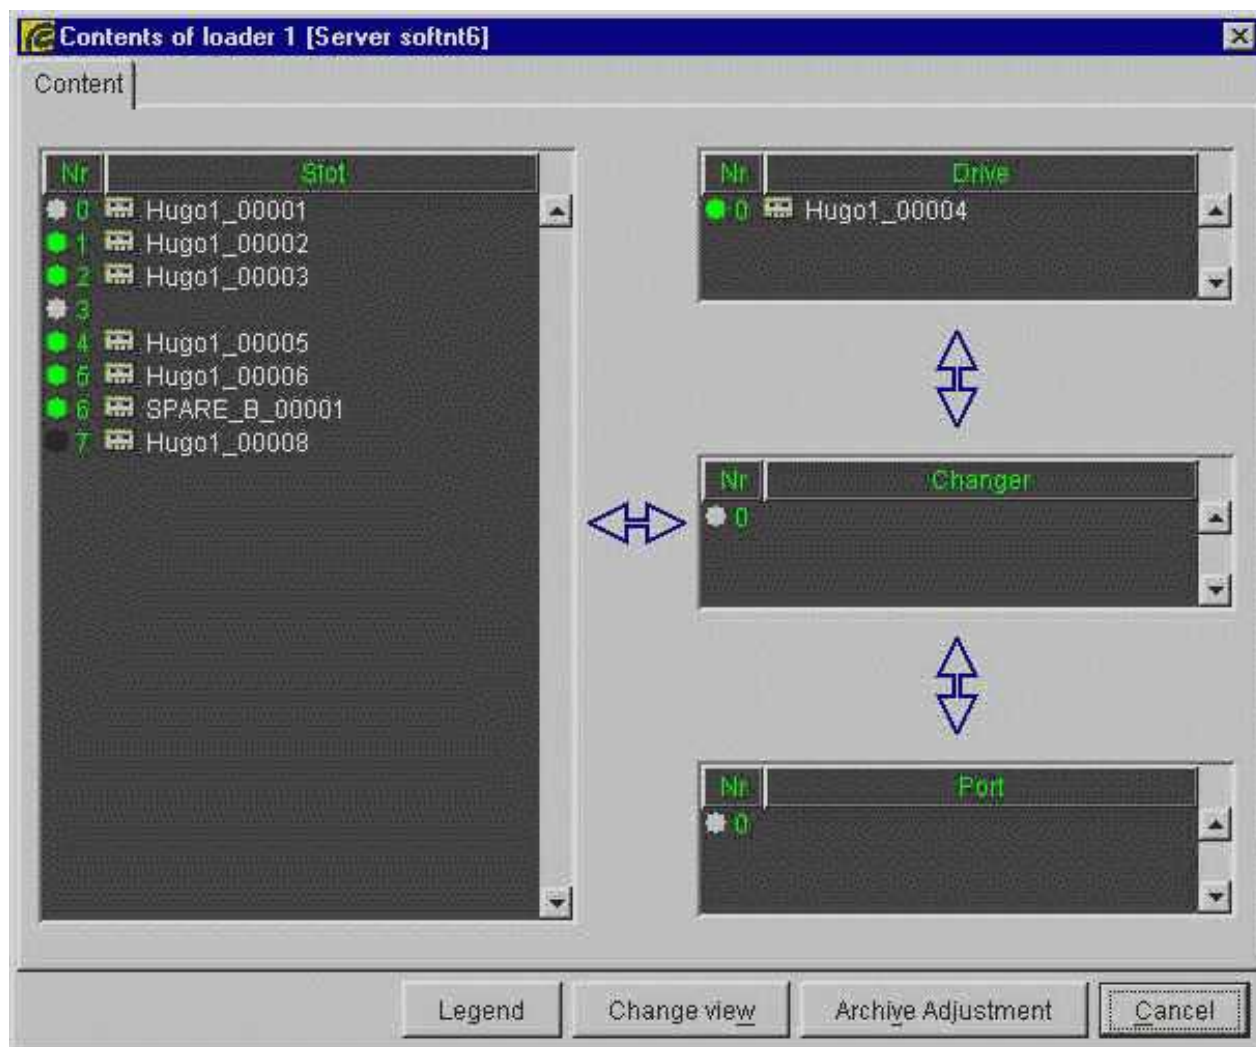 Contents of loader 1 [Server softnt6]
Content
Nr Slot
0 Hugo1_00001
1 Hugo1_00002
2 Hugo1_00003
3
4 Hugo1_00005
5 Hugo1_00006
6 SPARE_B_00001
7 Hugo1_00008
Nr Drive
0 Hugo1_00004
Nr Changer
0
Nr Port
0
Legend
Change view
Archive Adjustment
Cancel